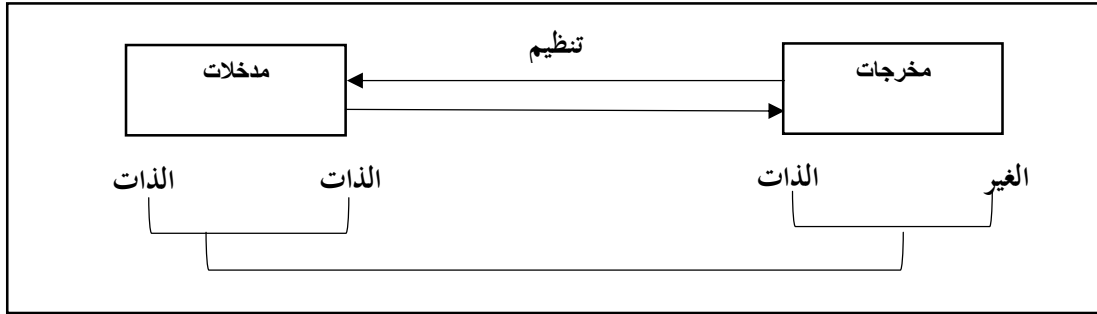 تنظيم
مخرجات
مدخلات
الغير
الذات
الذات
الذات